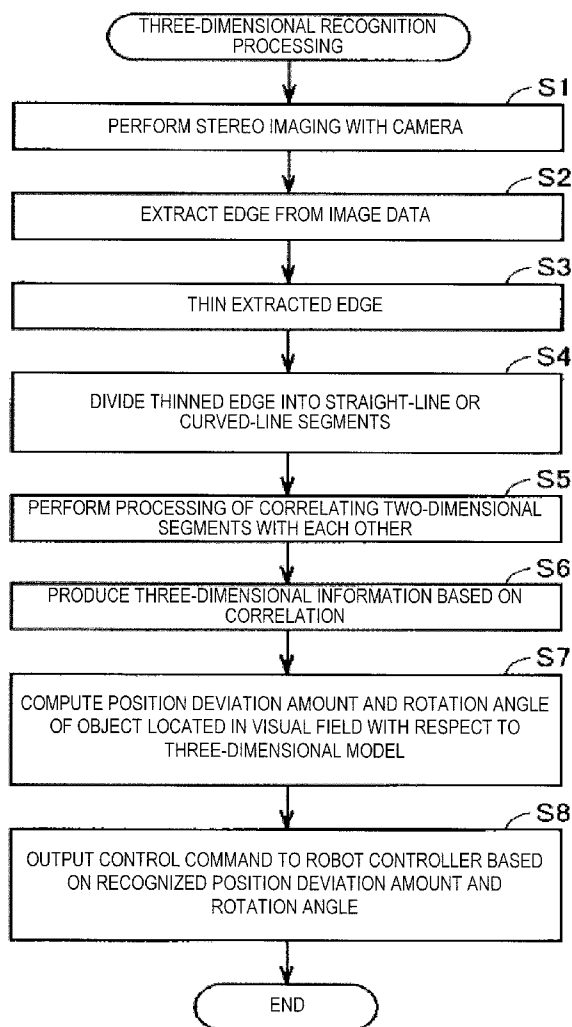 THREE-DIMENSIONAL RECOGNITION
PROCESSING
S1
PERFORM STEREO IMAGING WITH CAMERA
S2
EXTRACT EDGE FROM IMAGE DATA
S3
THIN EXTRACTED EDGE
S4
DIVIDE THINNED EDGE INTO STRAIGHT-LINE OR
CURVED-LINE SEGMENTS
S5
PERFORM PROCESSING OF CORRELATING TWO-DIMENSIONAL
SEGMENTS WITH EACH OTHER
S6
PRODUCE THREE-DIMENSIONAL INFORMATION BASED ON
CORRELATION
S7
COMPUTE POSITION DEVIATION AMOUNT AND ROTATION ANGLE
OF OBJECT LOCATED IN VISUAL FIELD WITH RESPECT TO
THREE-DIMENSIONAL MODEL
S8
OUTPUT CONTROL COMMAND TO ROBOT CONTROLLER BASED
ON RECOGNIZED POSITION DEVIATION AMOUNT AND
ROTATION ANGLE
END